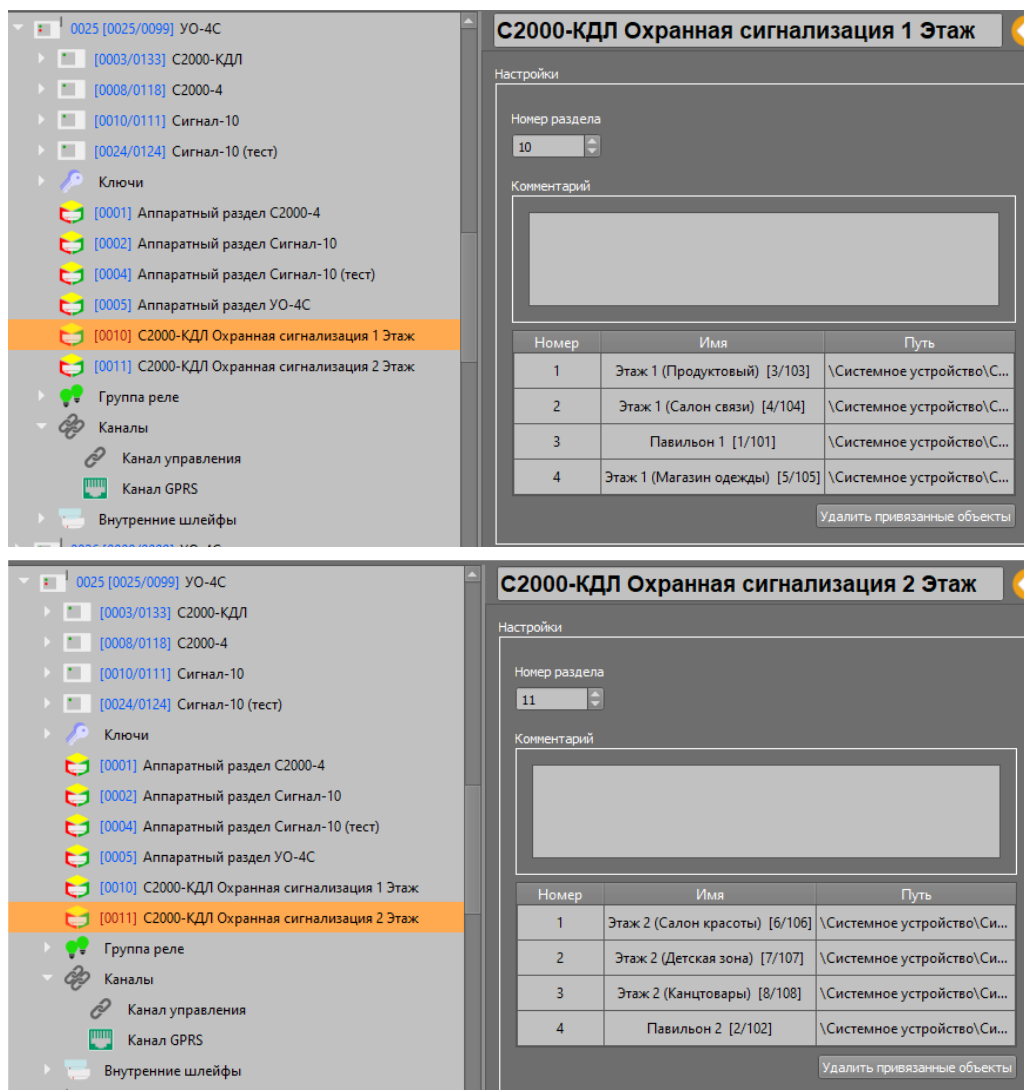 0025 [0025/0099] УО-4С
[0003/0133] С2000-КДЛ
[0008/0118] С2000-4
[0010/0111] Сигнал-10
[0024/0124] Сигнал-10 (тест)
Ключи
[0001] Аппаратный раздел С2000-4
[0002] Аппаратный раздел Сигнал-10
[0004] Аппаратный раздел Сигнал-10 (тест)
[0005] Аппаратный раздел УО-4С
[0010] С2000-КДЛ Охранная сигнализация 1 Этаж
[0011] С2000-КДЛ Охранная сигнализация 2 Этаж
Группа реле
Каналы
Канал управления
Канал GPRS
Внутренние шлейфы
С2000-КДЛ Охранная сигнализация 1 Этаж
Настройки
Номер раздела
10
Комментарий
Номер Имя Путь
1 Этаж 1 (Продуктовый) [3/103] \Системное устройство\С...
2 Этаж 1 (Салон связи) [4/104] \Системное устройство\С...
3 Павильон 1 [1/101] \Системное устройство\С...
4 Этаж 1 (Магазин одежды) [5/105] \Системное устройство\С...
Удалить привязанные объекты
0025 [0025/0099] УО-4С
[0003/0133] С2000-КДЛ
[0008/0118] С2000-4
[0010/0111] Сигнал-10
[0024/0124] Сигнал-10 (тест)
Ключи
[0001] Аппаратный раздел С2000-4
[0002] Аппаратный раздел Сигнал-10
[0004] Аппаратный раздел Сигнал-10 (тест)
[0005] Аппаратный раздел УО-4С
[0010] С2000-КДЛ Охранная сигнализация 1 Этаж
[0011] С2000-КДЛ Охранная сигнализация 2 Этаж
Группа реле
Каналы
Канал управления
Канал GPRS
Внутренние шлейфы
С2000-КДЛ Охранная сигнализация 2 Этаж
Настройки
Номер раздела
11
Комментарий
Номер Имя Путь
1 Этаж 2 (Салон красоты) [6/106] \Системное устройство\Си...
2 Этаж 2 (Детская зона) [7/107] \Системное устройство\Си...
3 Этаж 2 (Канцтовары) [8/108] \Системное устройство\Си...
4 Павильон 2 [2/102] \Системное устройство\Си...
Удалить привязанные объекты